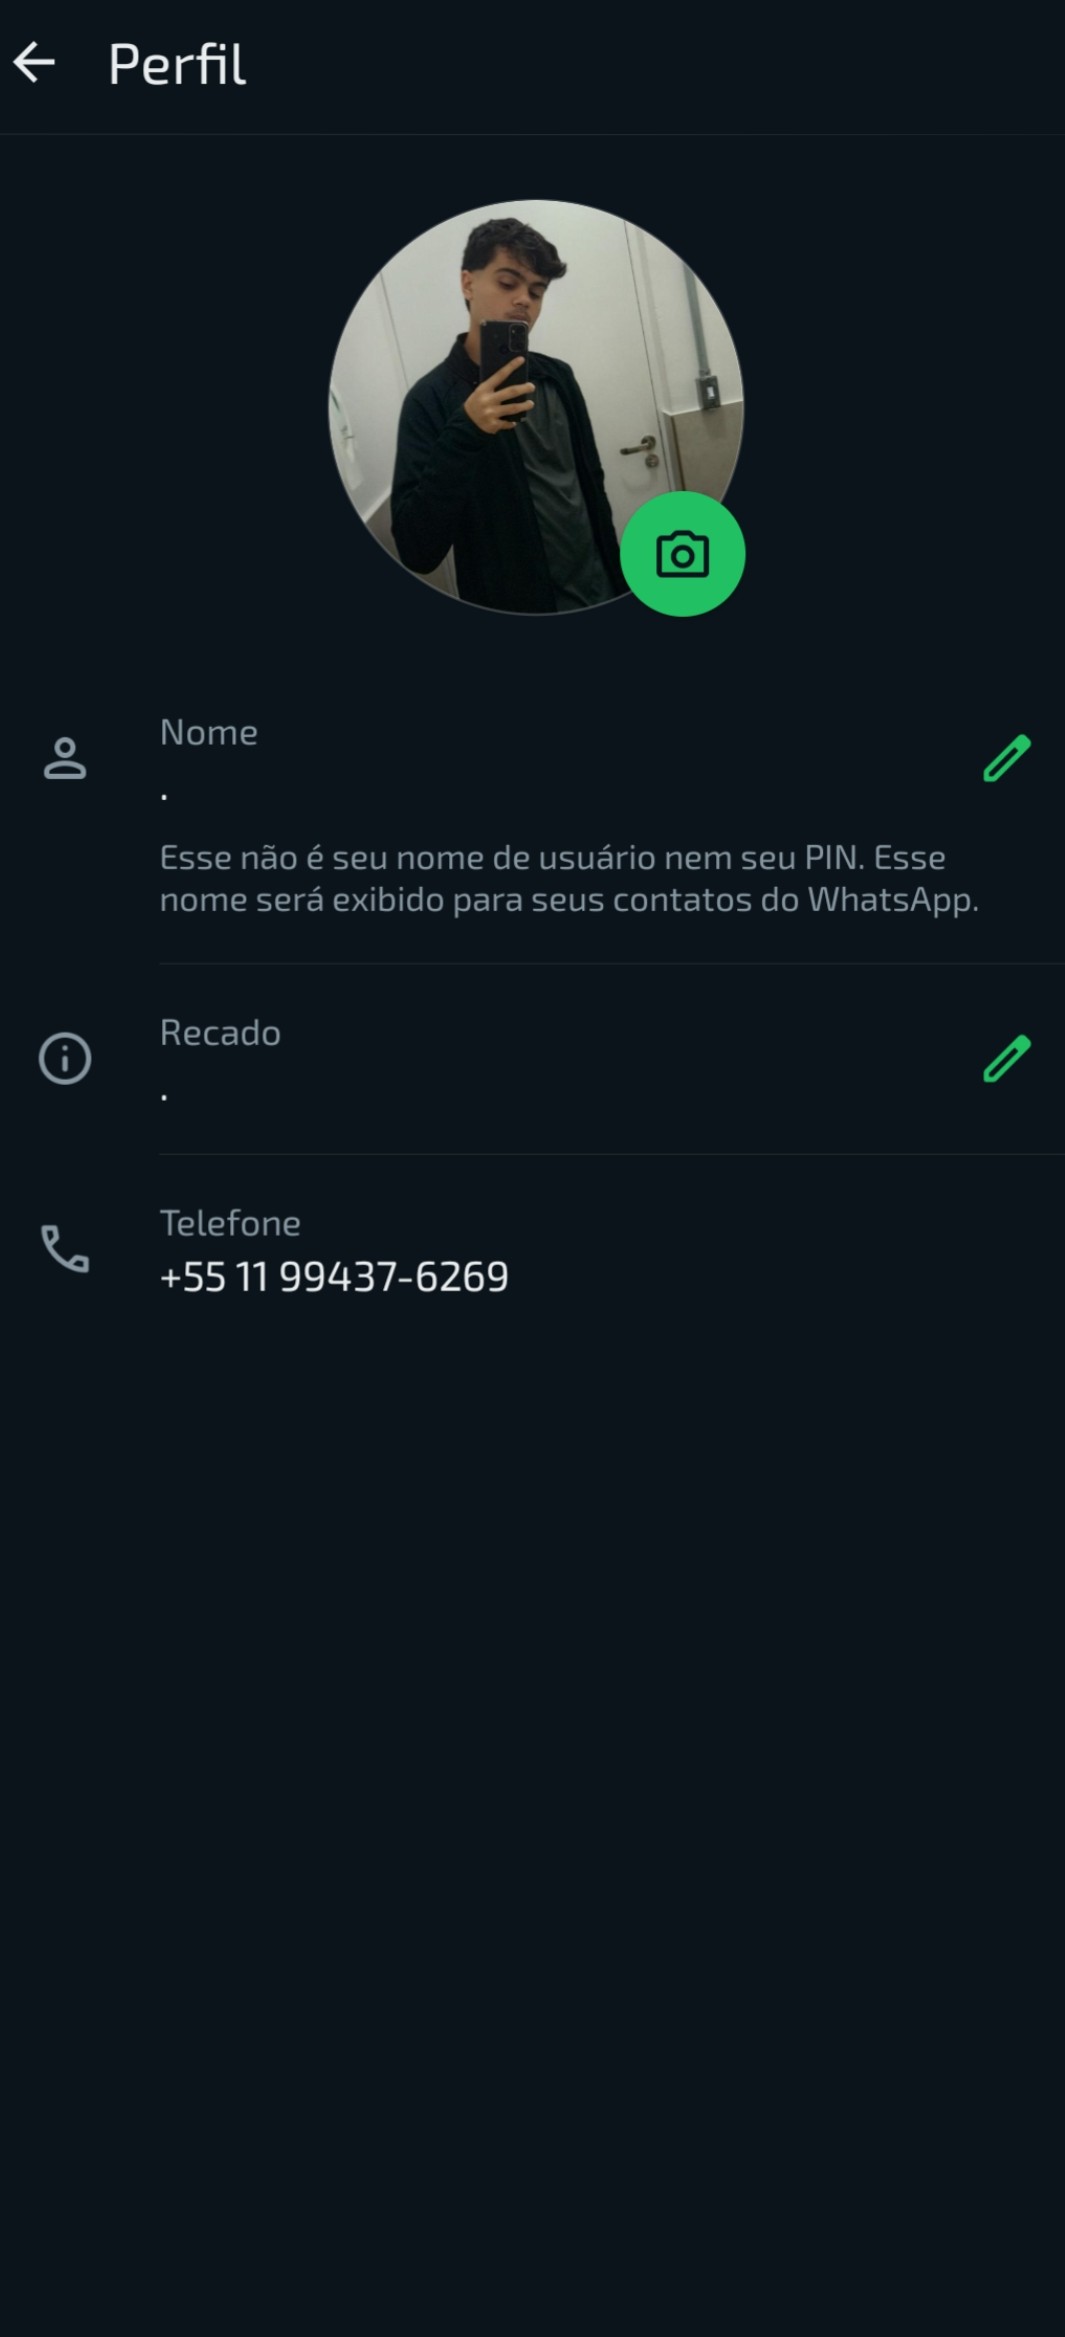 Perfil
Nome
.
Esse não é seu nome de usuário nem seu PIN. Esse
nome será exibido para seus contatos do WhatsApp.
Recado
.
Telefone
+55 11 99437-6269